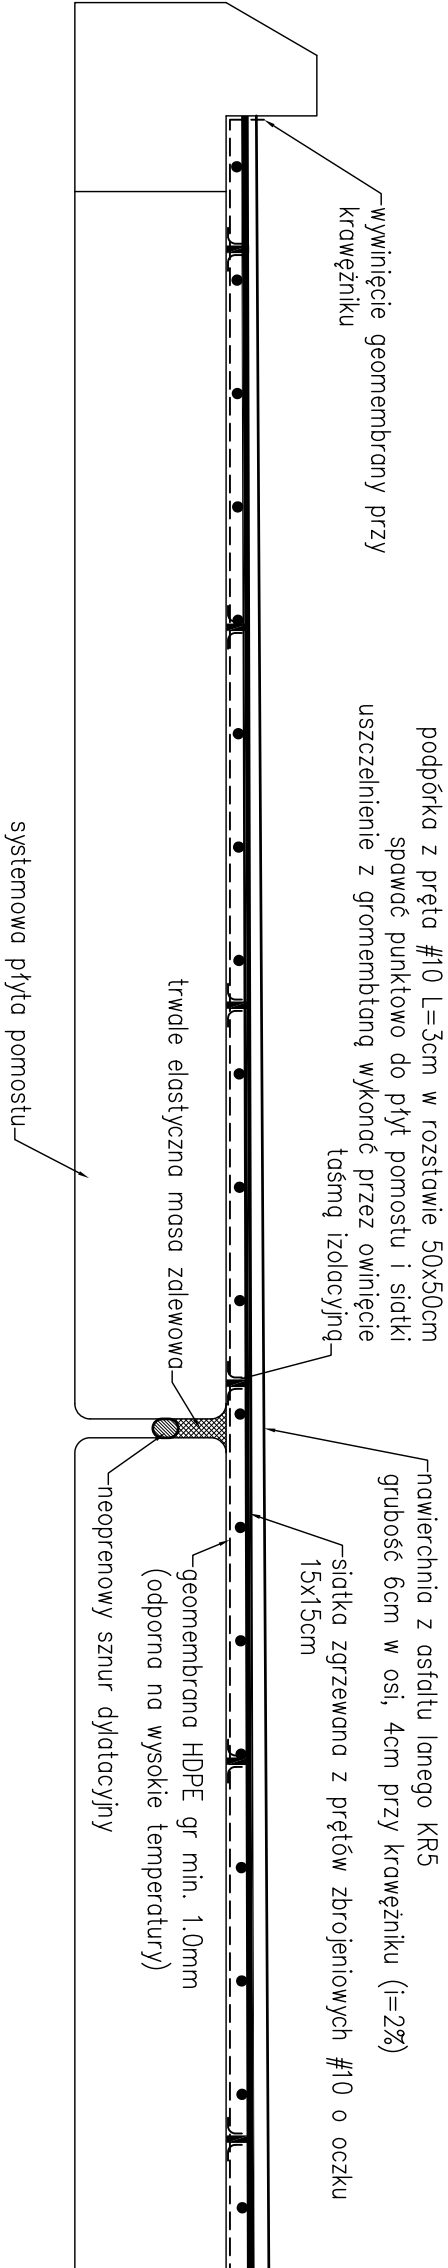 wywinięcie geomembrany przy
krawężniku
podpórka z pręta #10 L=3cm w rozstawie 50x50cm
spawać punktowo do płyt pomostu i siatki
uszczelnienie z gromembtaną wykonać przez owinięcie
taśmą izolacyjną
nawierchnia z asfaltu lanego KR5
grubość 6cm w osi, 4cm przy krawężniku (i=2%)
siatka zgrzewana z prętów zbrojeniowych #10 o oczku
15x15cm
trwale elastyczna masa zalewowa
geomembrana HDPE gr min. 1.0mm
(odporna na wysokie temperatury)
neoprenowy sznur dylatacyjny
systemowa płyta pomostu